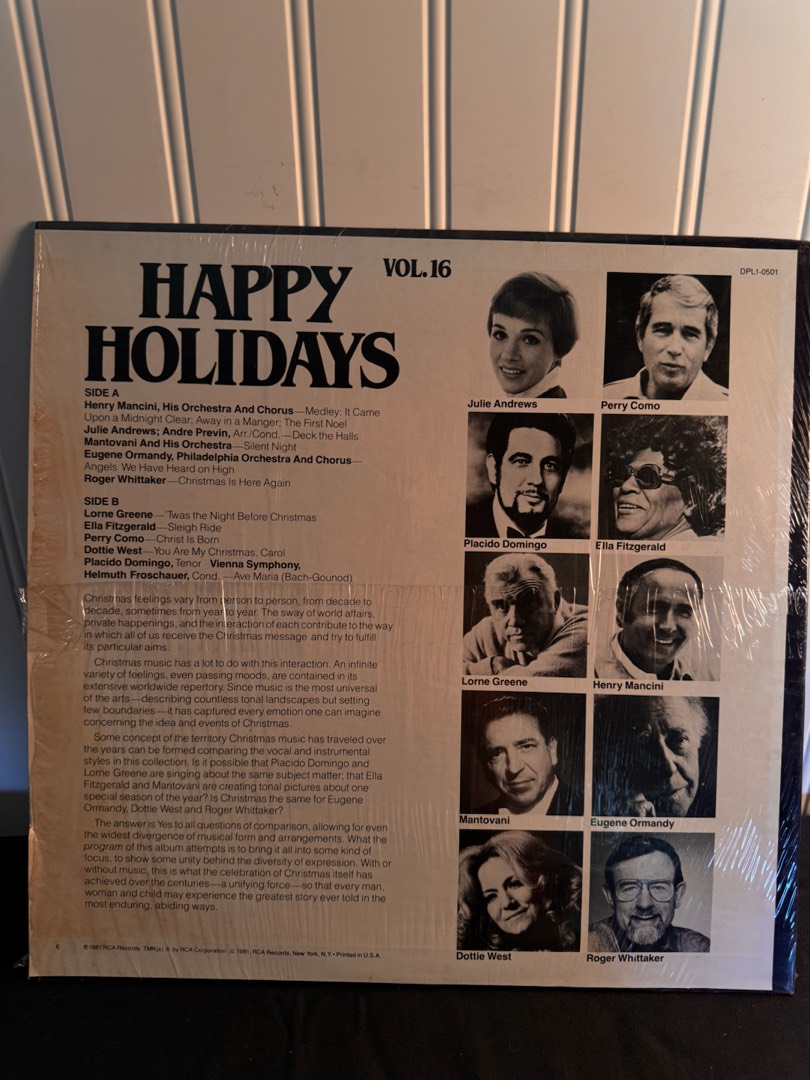 HAPPY
HOLIDAYS
VOL.16
DPL1-0501
SIDE A
Henry Mancini, His Orchestra And Chorus—Medley: It Came
Upon a Midnight Clear; Away in a Manger; The First Noel
Julie Andrews; Andre Previn, Arr./Cond.—Deck the Halls
Mantovani And His Orchestra—Silent Night
Eugene Ormandy, Philadelphia Orchestra And Chorus—
Angels We Have Heard on High
Roger Whittaker—Christmas Is Here Again
SIDE B
Lorne Greene—'Twas the Night Before Christmas
Ella Fitzgerald—Sleigh Ride
Perry Como—Christ Is Born
Dottie West—You Are My Christmas, Carol
Placido Domingo, Tenor Vienna Symphony,
Helmuth Froschauer, Cond.—Ave Maria (Bach-Gounod)
Christmas feelings vary from person to person, from decade to
decade, sometimes from year to year. The sway of world affairs,
private happenings, and the interaction of each contribute to the way
in which all of us receive the Christmas message and try to fulfill
its particular aims.
Christmas music has a lot to do with this interaction. An infinite
variety of feelings, even passing moods, are contained in its
extensive worldwide repertory. Since music is the most universal
of the arts—describing countless tonal landscapes but setting
few boundaries—it has captured every emotion one can imagine
concerning the idea and events of Christmas.
Some concept of the territory Christmas music has traveled over
the years can be formed comparing the vocal and instrumental
styles in this collection. Is it possible that Placido Domingo and
Lorne Greene are singing about the same subject matter; that Ella
Fitzgerald and Mantovani are creating tonal pictures about one
special season of the year? Is Christmas the same for Eugene
Ormandy, Dottie West and Roger Whittaker?
The answer is Yes to all questions of comparison, allowing for even
the widest divergence of musical form and arrangements. What the
program of this album attempts is to bring it all into some kind of
focus, to show some unity behind the diversity of expression. With or
without music, this is what the celebration of Christmas itself has
achieved over the centuries—a unifying force—so that every man,
woman and child may experience the greatest story ever told in the
most enduring, abiding ways.
6
℗ 1981 RCA Records TMK(s) ® by RCA Corporation © 1981, RCA Records, New York, N.Y. • Printed in U.S.A.
Julie Andrews
Perry Como
Placido Domingo
Ella Fitzgerald
Lorne Greene
Henry Mancini
Mantovani
Eugene Ormandy
Dottie West
Roger Whittaker